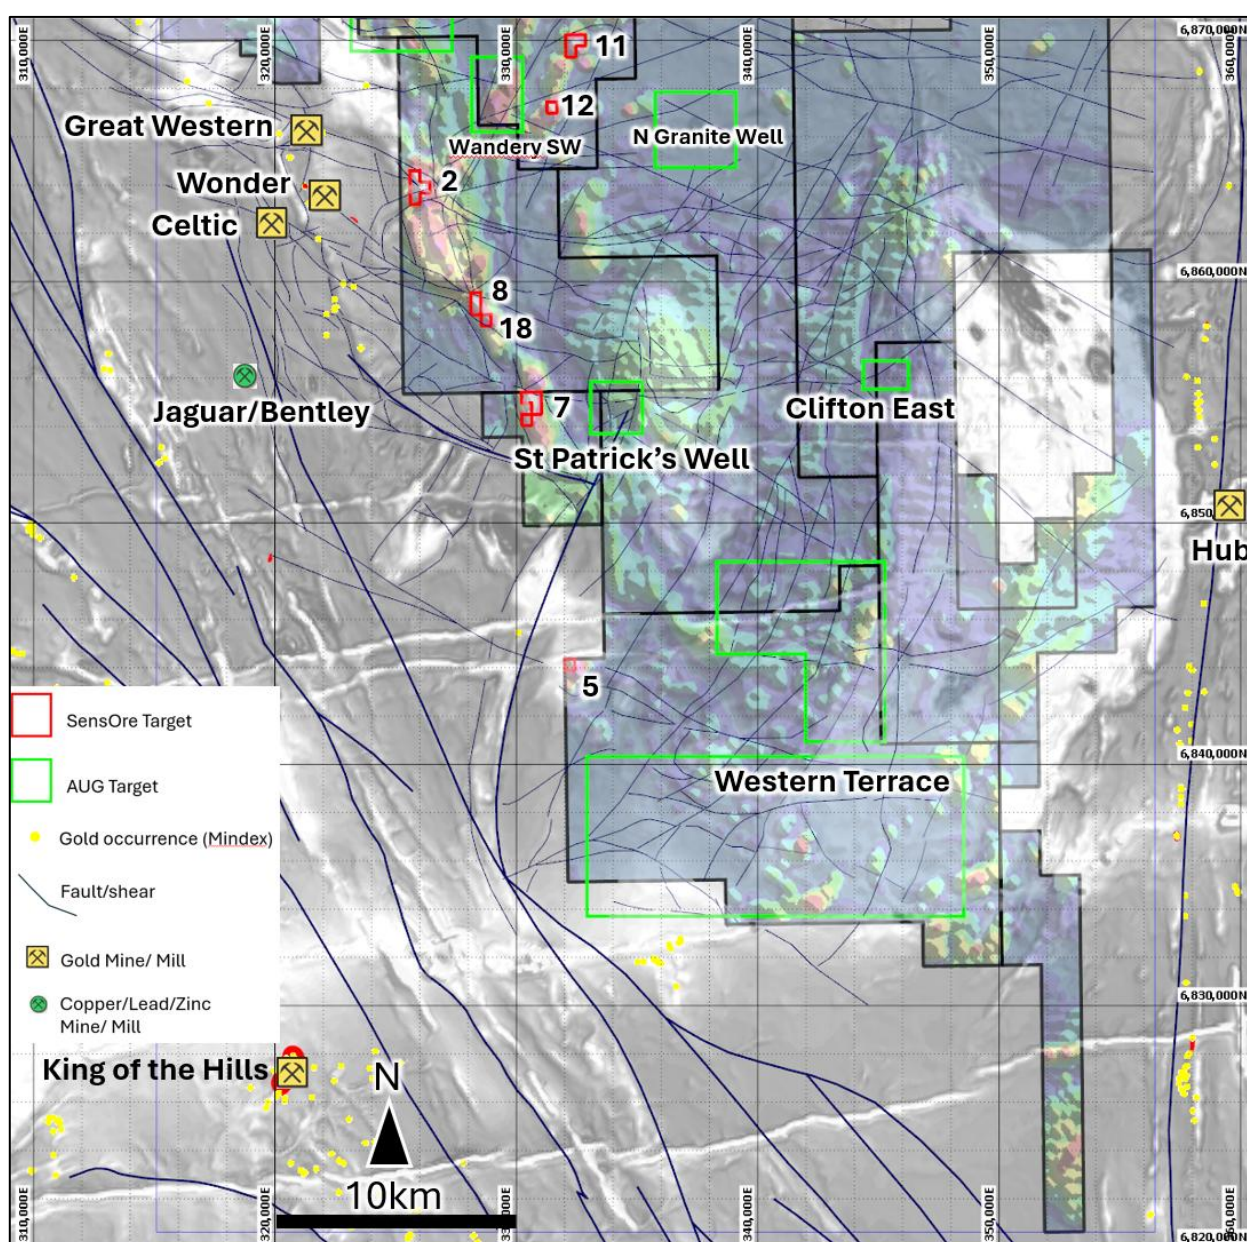 310,000E
320,000E
330,000E
340,000E
350,000E
360,000E
6,870,000N
11
12
Great Western
Wandery SW
N Granite Well
Wonder
2
Celtic
6,860,000N
8
18
Jaguar/Bentley
7
Clifton East
St Patrick's Well
6,850,
Hub
5
SensOre Target
AUG Target
Gold occurrence (Mindex)
Fault/shear
Gold Mine/ Mill
Copper/Lead/Zinc
Mine/ Mill
6,840,000N
Western Terrace
6,830,000N
King of the Hills
N
10km
310,000E
320,000E
340,000E
350,000E
6,820,000N